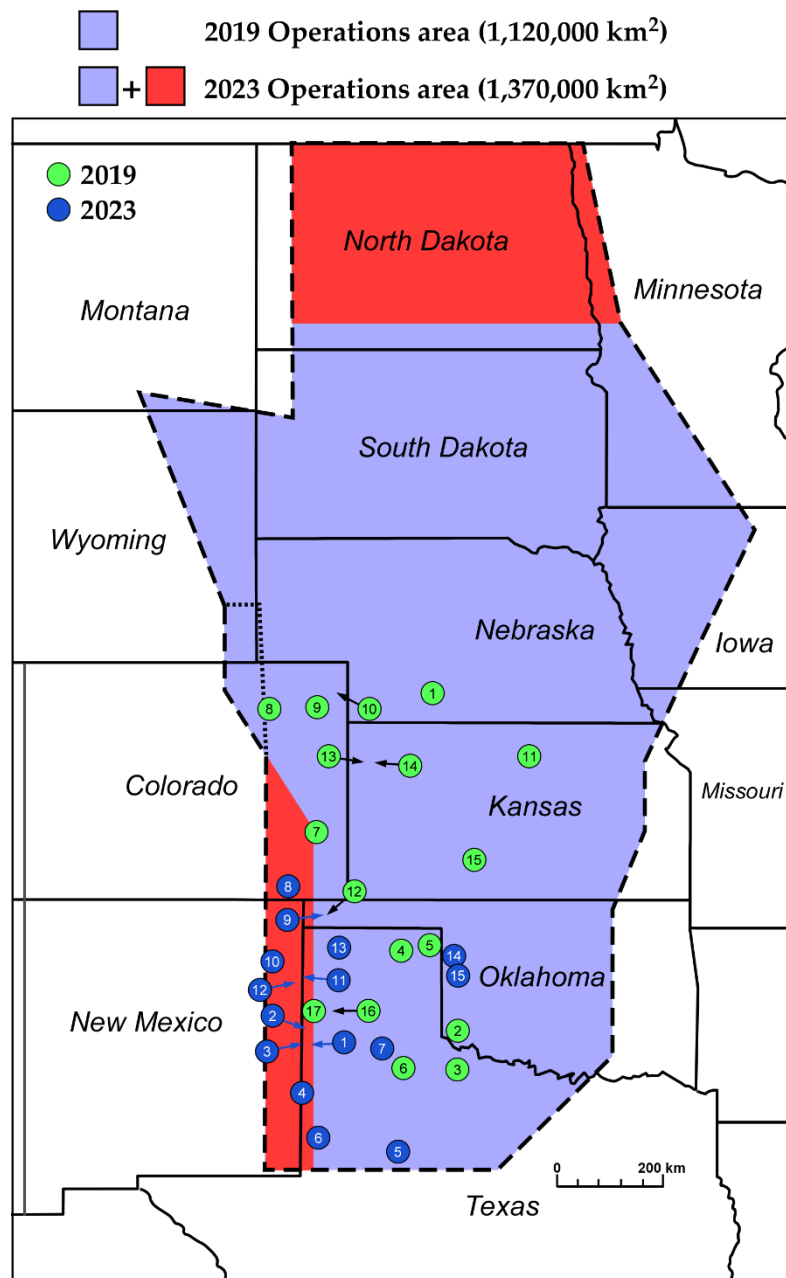 2019 Operations area (1,120,000 km²)
+ 2023 Operations area (1,370,000 km²)
2019
2023
North Dakota
Minnesota
Montana
South Dakota
Wyoming
Nebraska
Iowa
1
8 9 10
13 14 11
Colorado
Missouri
Kansas
7
15
8 12
9
13 4 5 14
10 15
Oklahoma
12 11
New Mexico
2 17 16 2
3 1 7
6 3
4
6 5
0 200 km
Texas